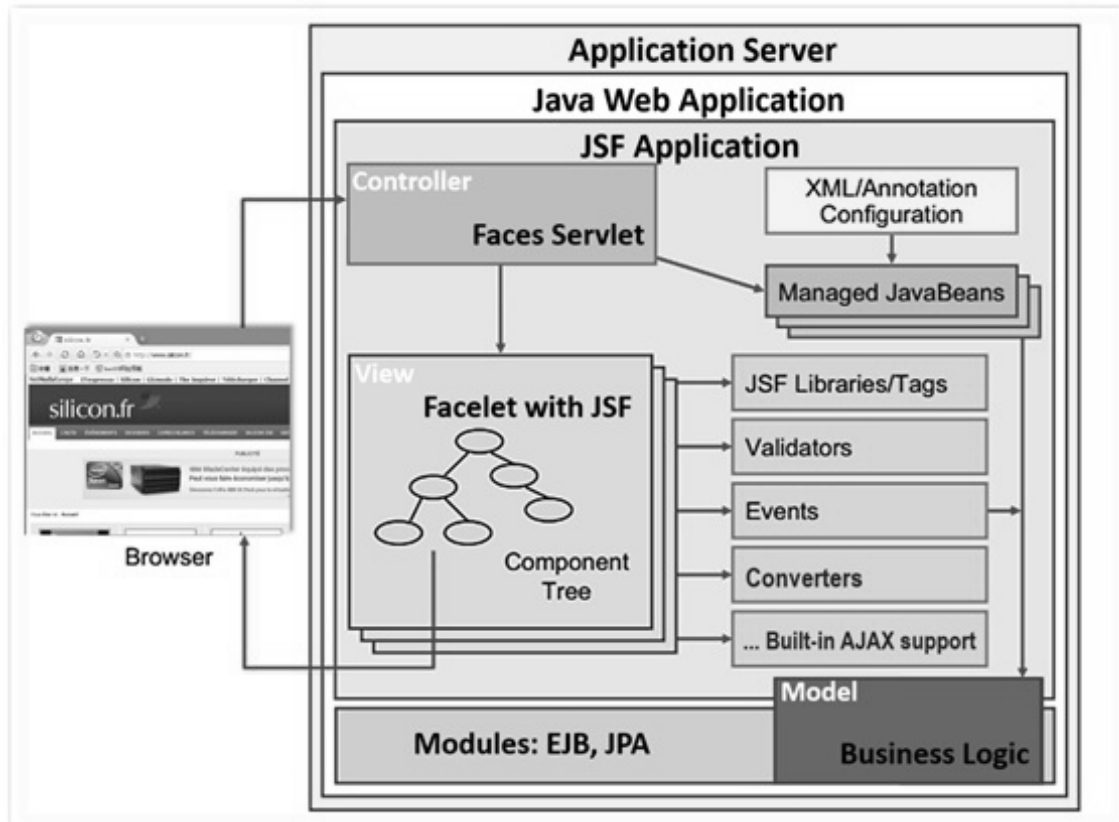 Application Server
Java Web Application
JSF Application
Controller
Faces Servlet
XML/Annotation
Configuration
Managed JavaBeans
View
Facelet with JSF
Component
Tree
JSF Libraries/Tags
Validators
Events
Converters
... Built-in AJAX support
silicon.fr
Browser
Model
Business Logic
Modules: EJB, JPA